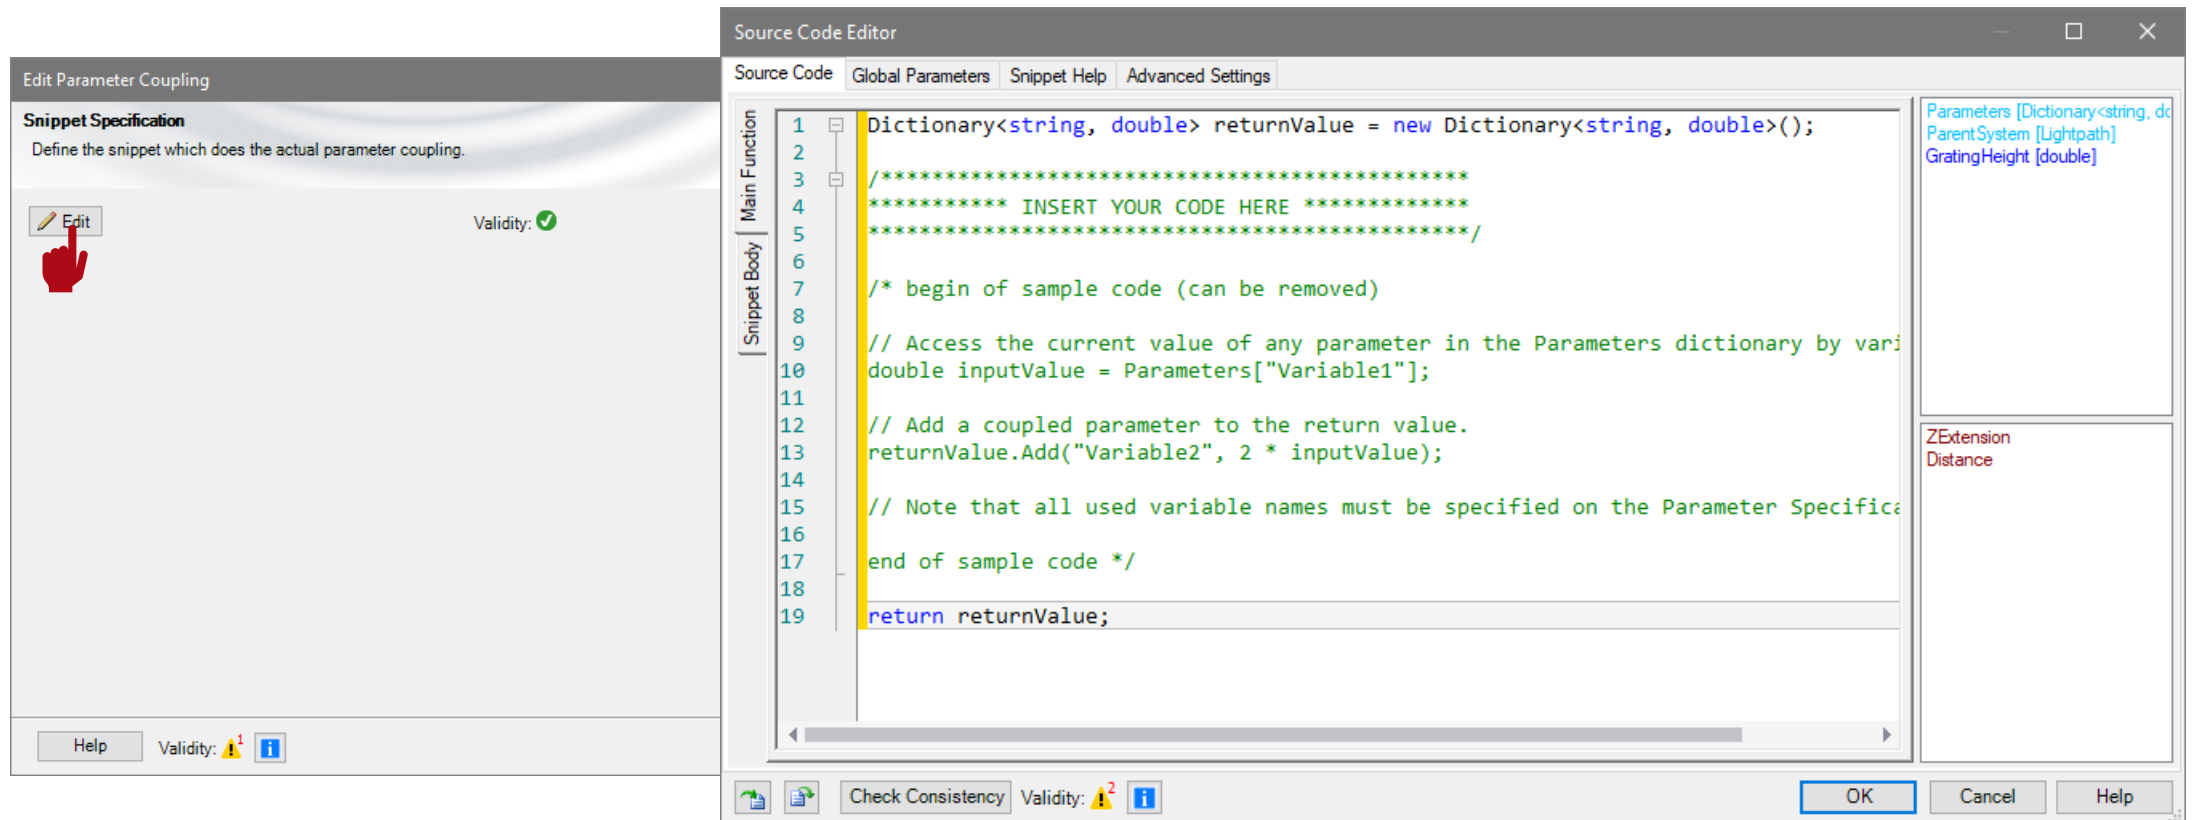 Edit Parameter Coupling
Snippet Specification
Define the snippet which does the actual parameter coupling.
Edit
Validity:
Help
Validity:
1
Source Code Editor
Source Code
Global Parameters
Snippet Help
Advanced Settings
Main Function
Snippet Body
1 Dictionary<string, double> returnValue = new Dictionary<string, double>();
2
3 /**********************************************
4 *********** INSERT YOUR CODE HERE *************
5 ***********************************************/
6
7 /* begin of sample code (can be removed)
8
9 // Access the current value of any parameter in the Parameters dictionary by vari
10 double inputValue = Parameters["Variable1"];
11
12 // Add a coupled parameter to the return value.
13 returnValue.Add("Variable2", 2 * inputValue);
14
15 // Note that all used variable names must be specified on the Parameter Specifica
16
17 end of sample code */
18
19 return returnValue;
Parameters [Dictionary<string, dc
ParentSystem [Lightpath]
GratingHeight [double]
ZExtension
Distance
Check Consistency
Validity:
2
OK
Cancel
Help